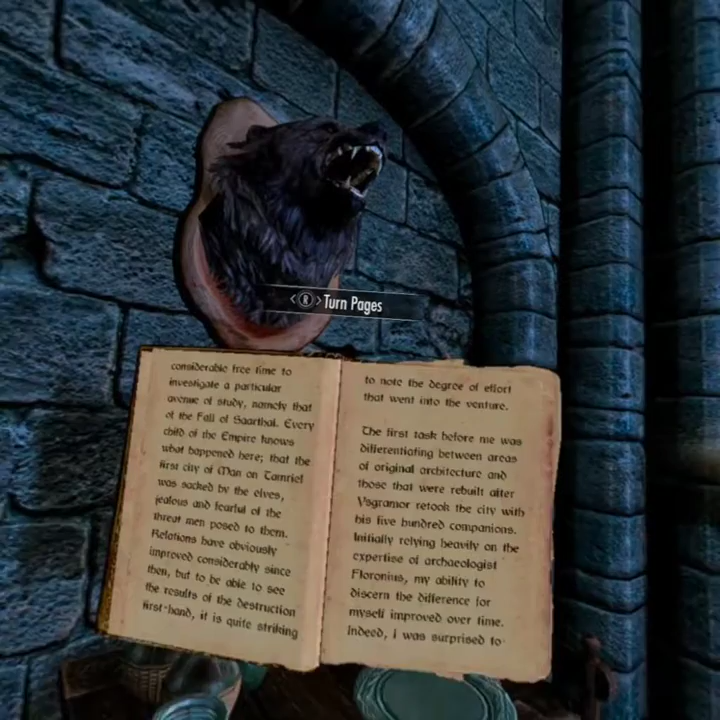 <R>Turn Pages
considerable free time to
investigate a particular
avenue of study, namely that
of the Fall of Saarthal. Every
child of the Empire knows
what happened here; that the
first city of Man on Tamriel
was sacked by the elves,
jealous and fearful of the
threat men posed to them.
Relations have obviously
improved considerably since
then, but to be able to see
the results of the destruction
first-hand, it is quite striking
to note the degree of effort
that went into the venture.
The first task before me was
differentiating between areas
of original architecture and
those that were rebuilt after
Ysgramor retook the city with
his five hundred companions.
Initially relying heavily on the
expertise of archaeologist
Floronius, my ability to
discern the difference for
myself improved over time.
Indeed, I was surprised to